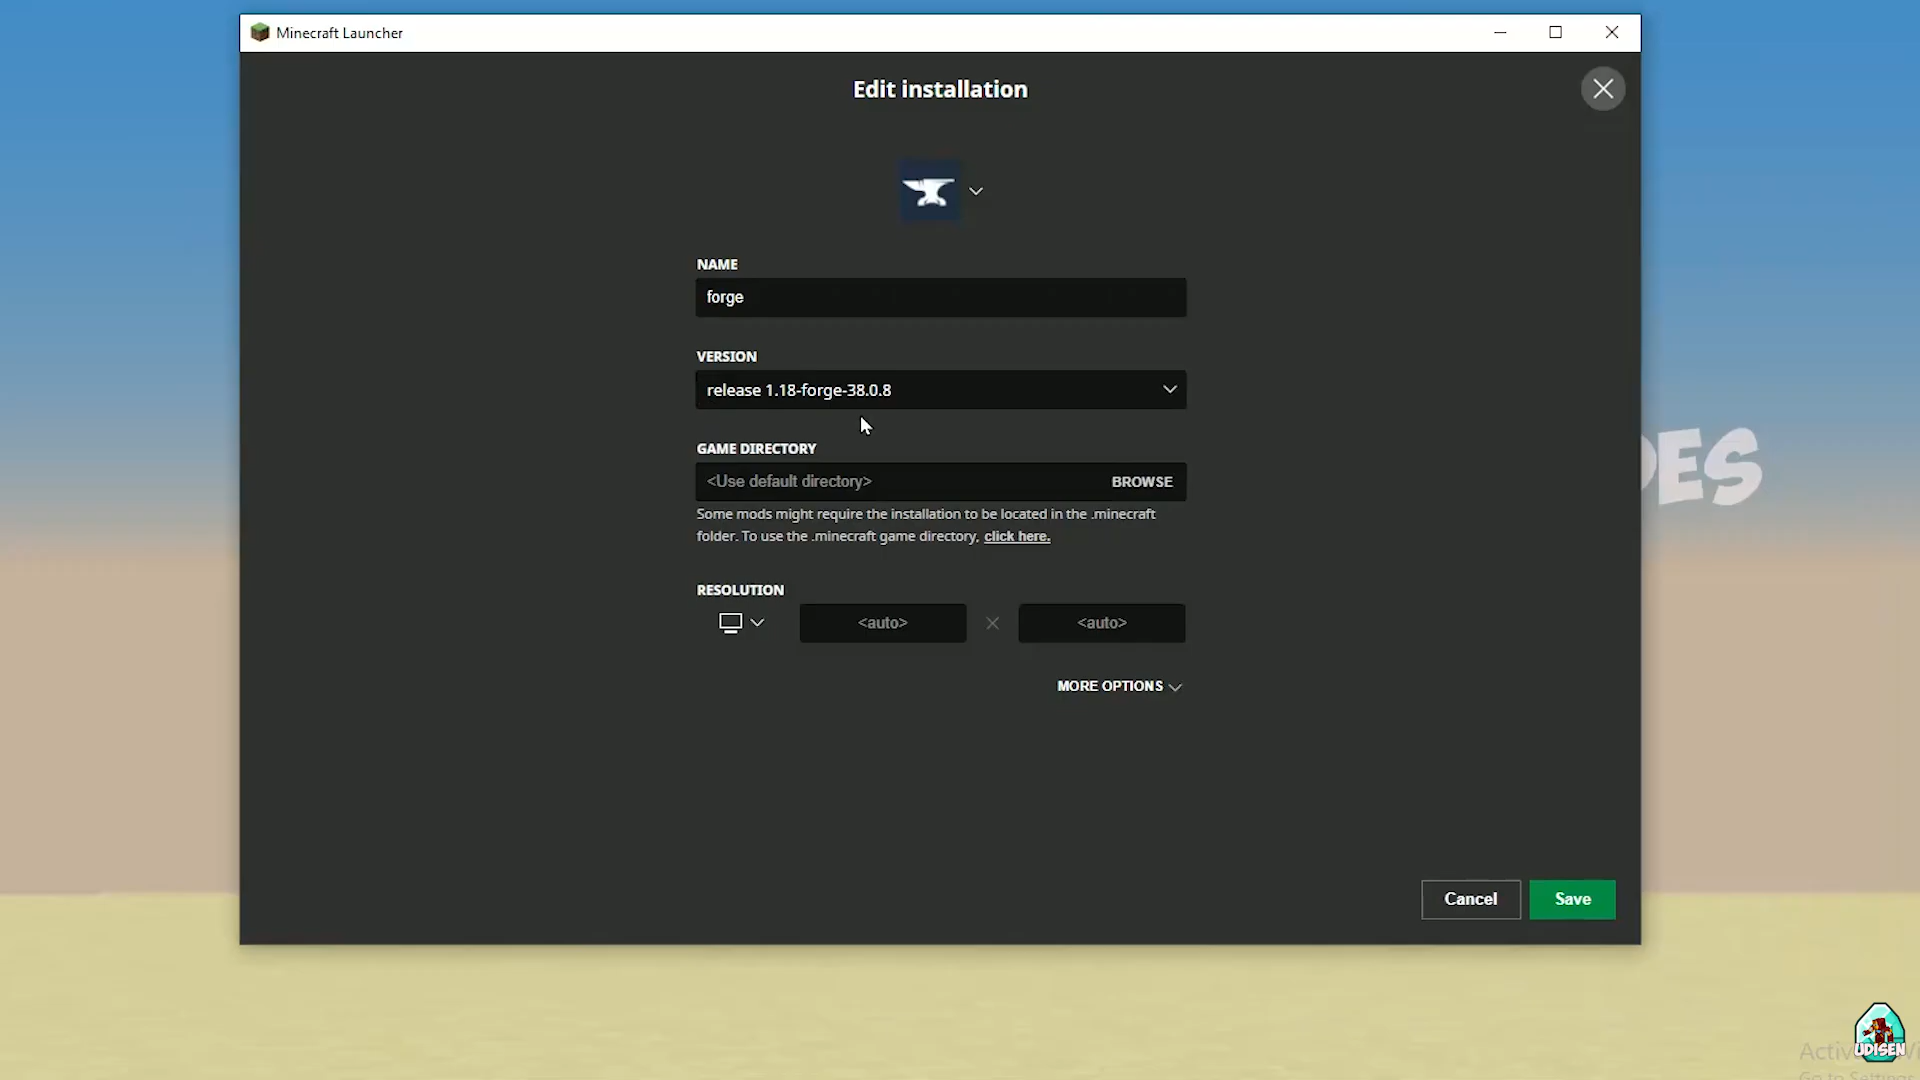 Minecraft Launcher
Edit installation
NAME
forge
VERSION
release 1.18-forge-38.0.8
GAME DIRECTORY
<Use default directory>
BROWSE
Some mods might require the installation to be located in the .minecraft
folder. To use the .minecraft game directory, click here.
RESOLUTION
<auto>
<auto>
MORE OPTIONS
Cancel
Save
UDISEN